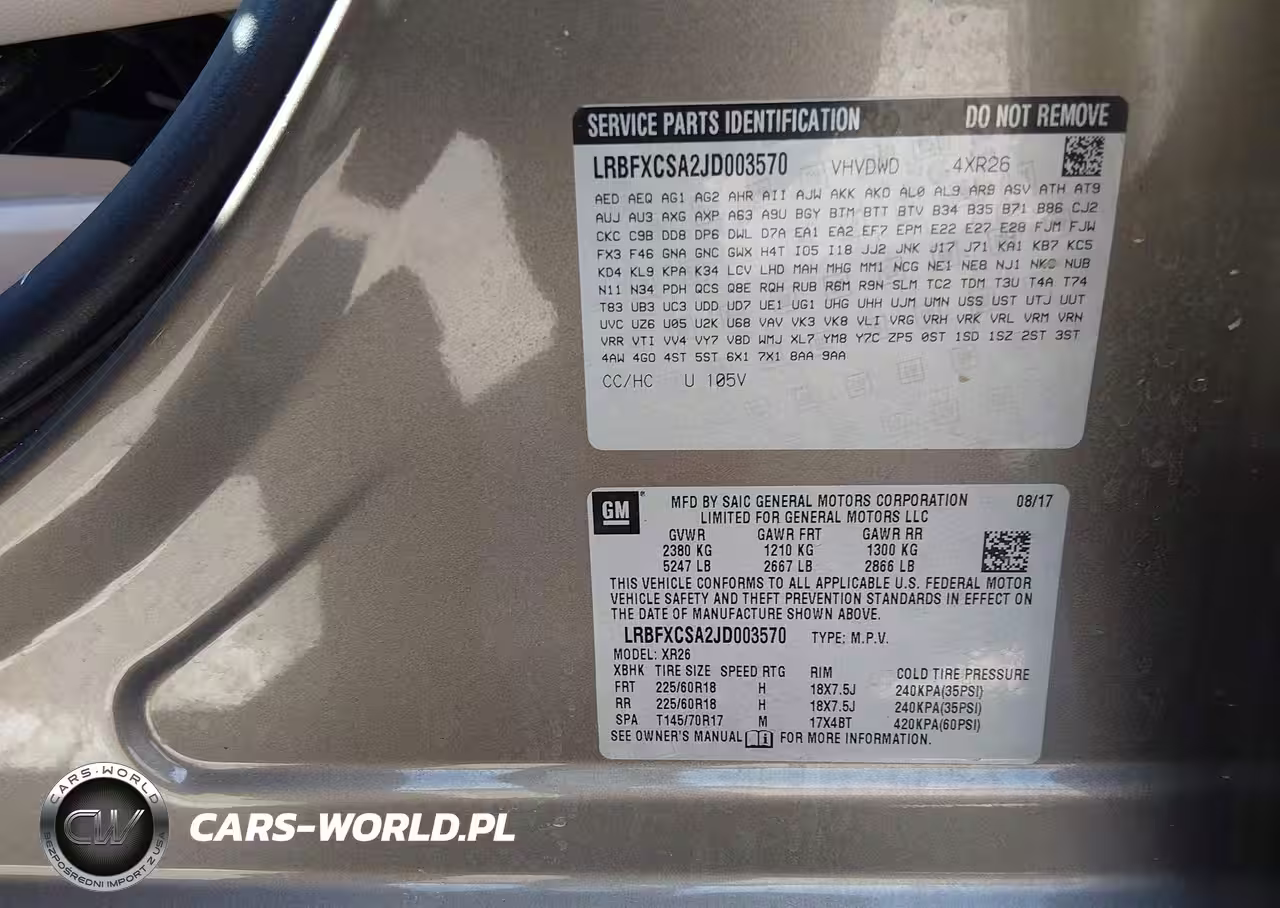 SERVICE PARTS IDENTIFICATION DO NOT REMOVE
LRBFXCSA2JD003570 VHVDWD 4XR26
AED AEQ AG1 AG2 AHR AII AJW AKK AKO AL0 AL9 AR9 ASV ATH AT9
AUJ AU3 AXG AXP A63 A9U BGY BTM BTT BTV B34 B35 B71 B86 CJ2
CKC C9B DD8 DP6 DWL D7A EA1 EA2 EF7 EPM E22 E27 E28 FJM FJW
FX3 F46 GNA GNC GWX H4T I05 I18 JJ2 JNK J17 J71 KA1 KB7 KC5
KD4 KL9 KPA K34 LCV LHD MAH MHG MM1 NCG NE1 NE8 NJ1 NKC NUB
N11 N34 PDH QCS Q8E RQH RUB R6M R9N SLM TC2 TDM T3U T4A T74
T83 UB3 UC3 UDD UD7 UE1 UG1 UHG UHH UJM UMN USS UST UTJ UUT
UVC UZ6 U05 U2K U68 VAV VK3 VK8 VLI VRG VRH VRK VRL VRM VRN
VRR VTI VV4 VY7 V8D WMJ XL7 YM8 Y7C ZP5 0ST 1SD 1SZ 2ST 3ST
4AW 4GO 4ST 5ST 6X1 7X1 8AA 9AA
CC/HC U 105V
GM MFD BY SAIC GENERAL MOTORS CORPORATION 08/17
LIMITED FOR GENERAL MOTORS LLC
GVWR GAWR FRT GAWR RR
2380 KG 1210 KG 1300 KG
5247 LB 2667 LB 2866 LB
THIS VEHICLE CONFORMS TO ALL APPLICABLE U.S. FEDERAL MOTOR
VEHICLE SAFETY AND THEFT PREVENTION STANDARDS IN EFFECT ON
THE DATE OF MANUFACTURE SHOWN ABOVE.
LRBFXCSA2JD003570 TYPE: M.P.V.
MODEL: XR26
XBHK TIRE SIZE SPEED RTG RIM COLD TIRE PRESSURE
FRT 225/60R18 H 18X7.5J 240KPA(35PSI)
RR 225/60R18 H 18X7.5J 240KPA(35PSI)
SPA T145/70R17 M 17X4BT 420KPA(60PSI)
SEE OWNER'S MANUAL FOR MORE INFORMATION.
CARS-WORLD
CW
BEZPOŚREDNI IMPORT Z USA
CARS-WORLD.PL